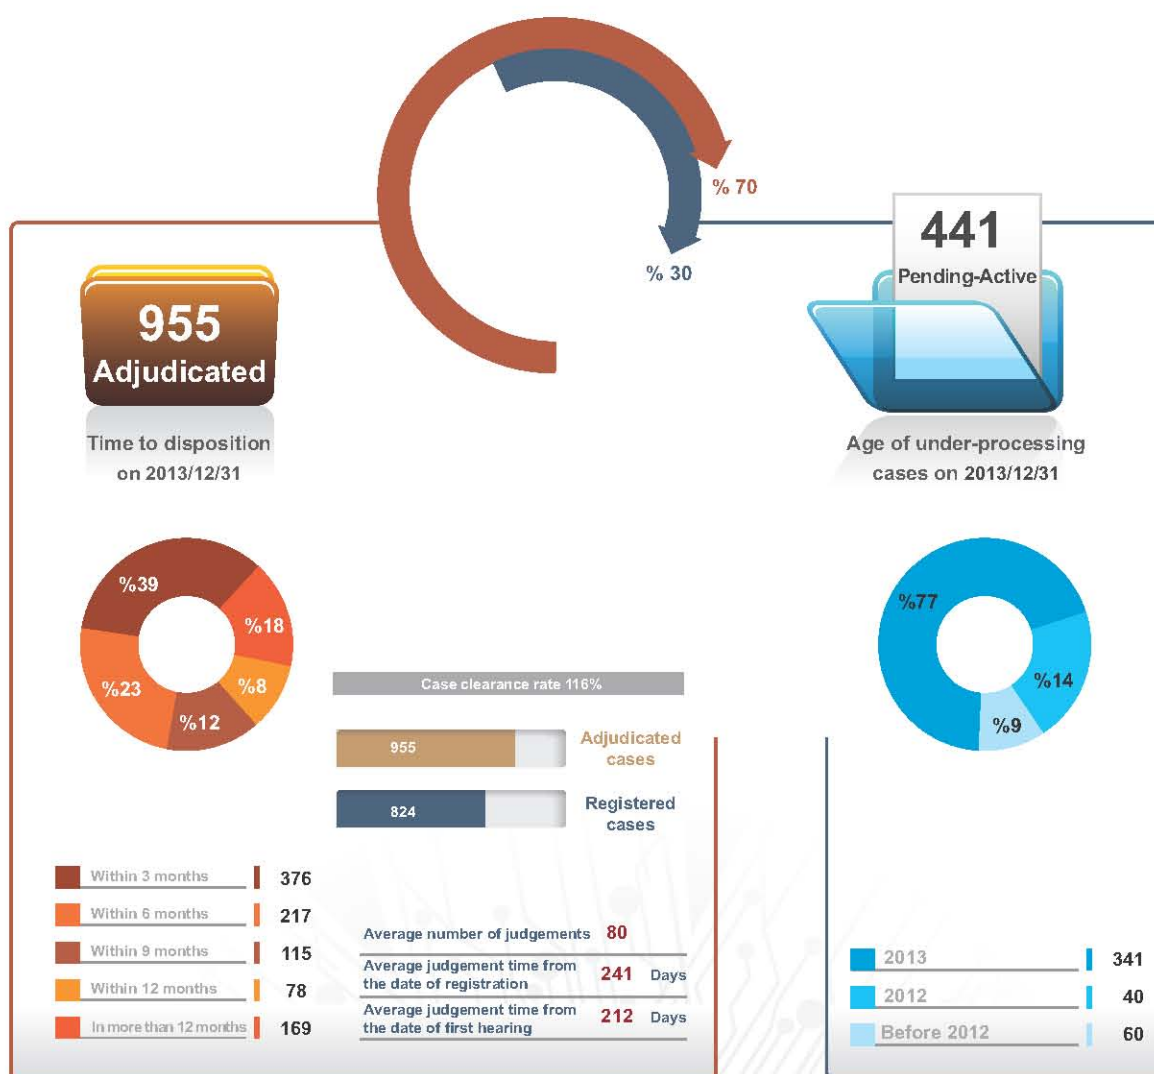 % 70
% 30
955
Adjudicated
Time to disposition
on 2013/12/31
441
Pending-Active
Age of under-processing
cases on 2013/12/31
%39
%18
%23
%8
%12
%77
%14
%9
Case clearance rate 116%
955
Adjudicated
cases
824
Registered
cases
Within 3 months 376
Within 6 months 217
Within 9 months 115
Within 12 months 78
In more than 12 months 169
Average number of judgements 80
Average judgement time from
the date of registration 241 Days
Average judgement time from
the date of first hearing 212 Days
2013 341
2012 40
Before 2012 60